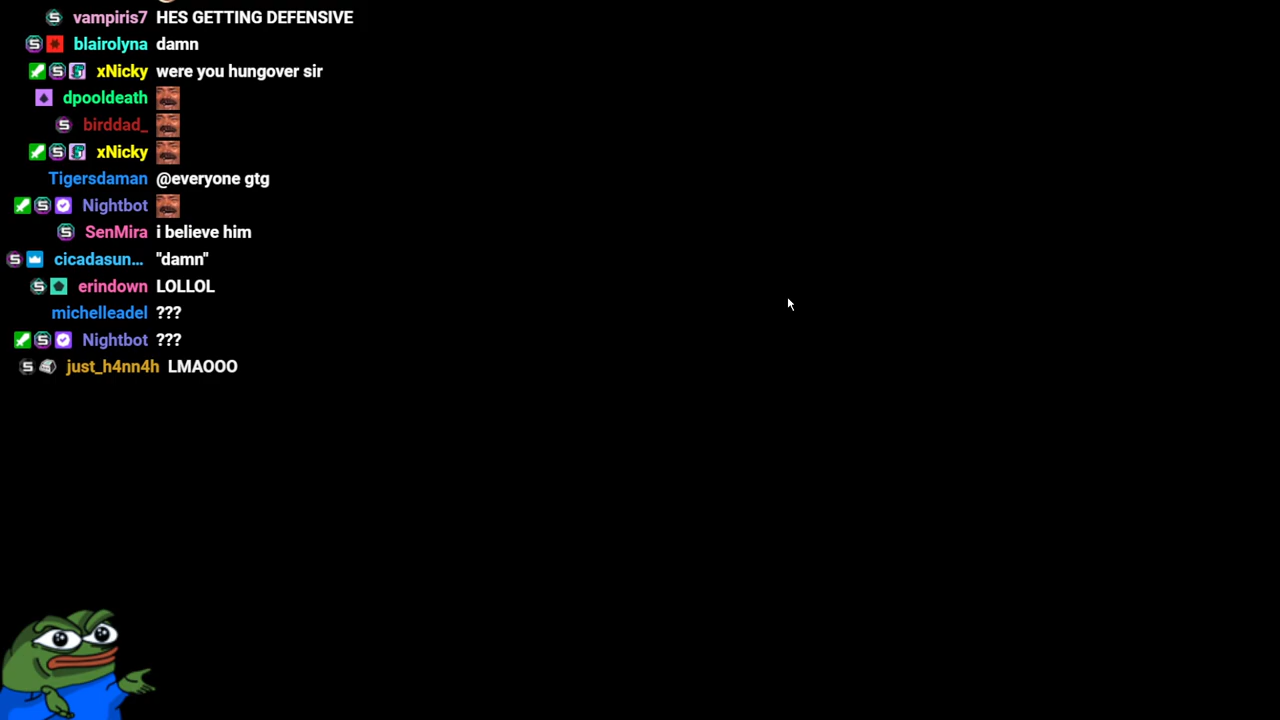 vampiris7 HES GETTING DEFENSIVE
blairolyna damn
xNicky were you hungover sir
dpooldeath
birddad_
xNicky
Tigersdaman @everyone gtg
Nightbot
SenMira i believe him
cicadasun... "damn"
erindown LOLLOL
michelleadel ???
Nightbot ???
just_h4nn4h LMAOOO